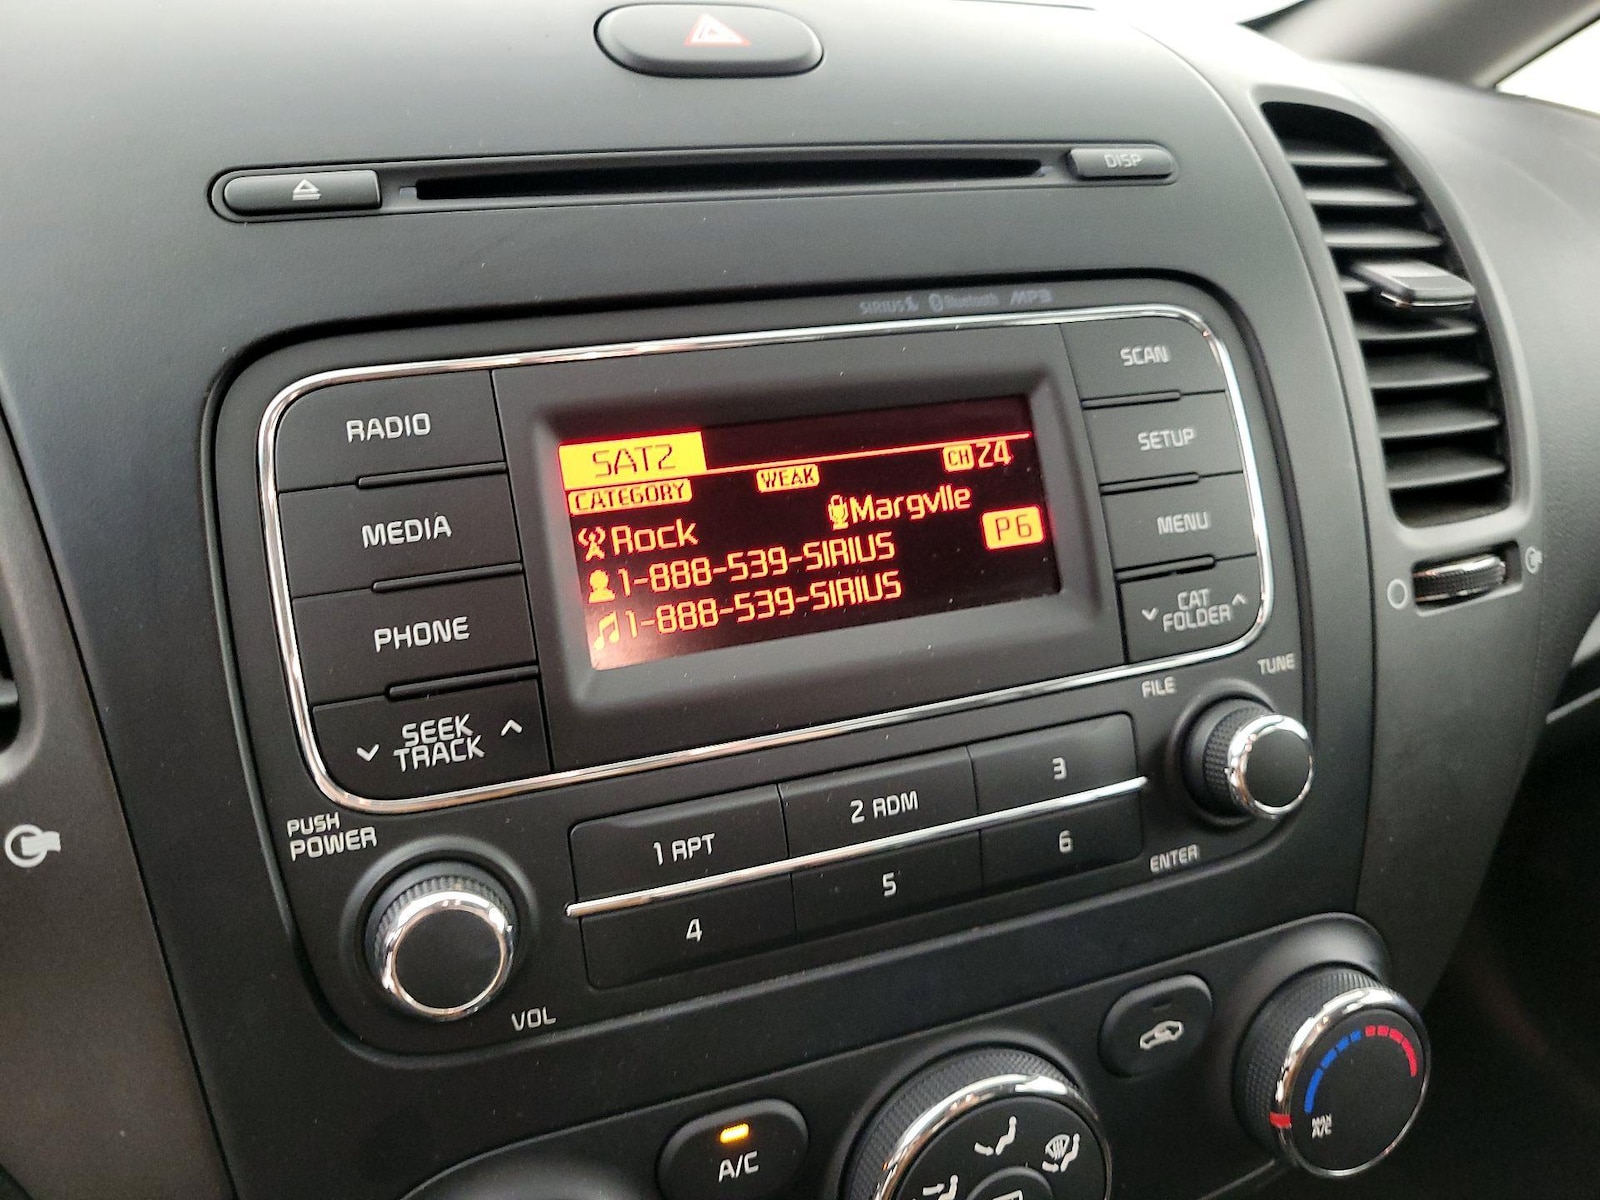 DISP
SIRIUS Bluetooth MP3
RADIO
MEDIA
PHONE
SEEK
TRACK
SAT2
CATEGORY
WEAK
CH 24
Rock
Margvlle
1-888-539-SIRIUS
P6
1-888-539-SIRIUS
SCAN
SETUP
MENU
CAT
FOLDER
PUSH
POWER
VOL
1 RPT
2 RDM
3
4
5
6
FILE
TUNE
ENTER
A/C
MAX
A/C